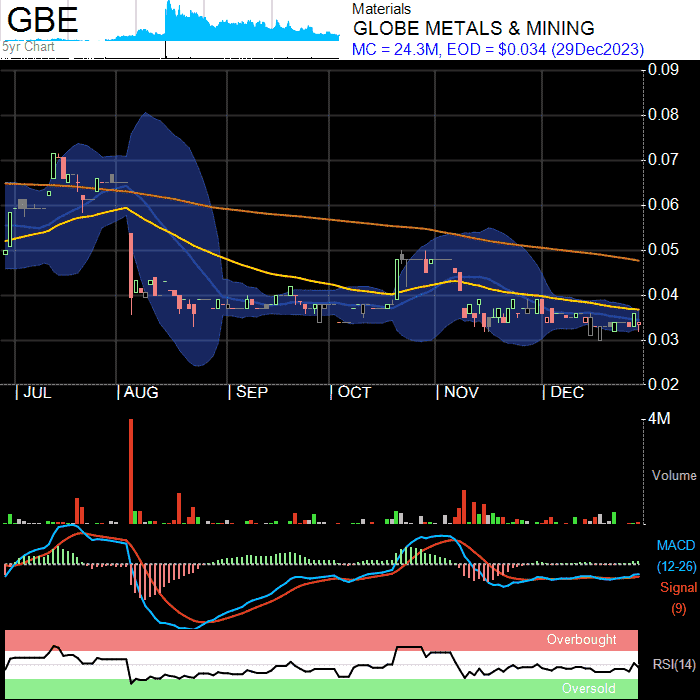 GBE
5yr Chart
Materials
GLOBE METALS & MINING
MC = 24.3M, EOD = $0.034 (29Dec2023)
0.09
0.08
0.07
0.06
0.05
0.04
0.03
0.02
JUL AUG SEP OCT NOV DEC
4M
Volume
MACD
(12-26)
Signal
(9)
Overbought
RSI(14)
Oversold